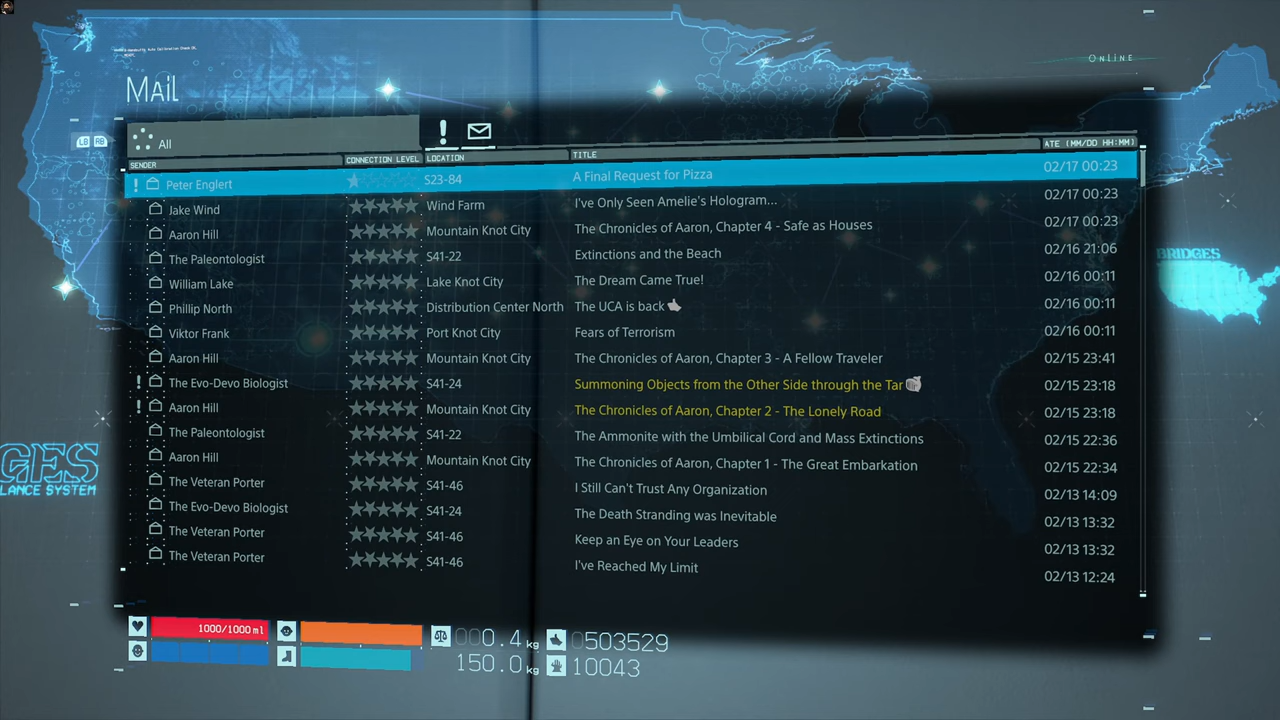 Online
Mail
LB RB
All
SENDER CONNECTION LEVEL LOCATION TITLE ATE (MM/DD HH:MM)
! Peter Englert S23-84 A Final Request for Pizza 02/17 00:23
Jake Wind Wind Farm I've Only Seen Amelie's Hologram... 02/17 00:23
Aaron Hill Mountain Knot City The Chronicles of Aaron, Chapter 4 - Safe as Houses 02/17 00:23
The Paleontologist S41-22 Extinctions and the Beach 02/16 21:06
William Lake Lake Knot City The Dream Came True! 02/16 00:11
Phillip North Distribution Center North The UCA is back 02/16 00:11
Viktor Frank Port Knot City Fears of Terrorism 02/16 00:11
Aaron Hill Mountain Knot City The Chronicles of Aaron, Chapter 3 - A Fellow Traveler 02/15 23:41
! The Evo-Devo Biologist S41-24 Summoning Objects from the Other Side through the Tar 02/15 23:18
! Aaron Hill Mountain Knot City The Chronicles of Aaron, Chapter 2 - The Lonely Road 02/15 23:18
The Paleontologist S41-22 The Ammonite with the Umbilical Cord and Mass Extinctions 02/15 22:36
Aaron Hill Mountain Knot City The Chronicles of Aaron, Chapter 1 - The Great Embarkation 02/15 22:34
The Veteran Porter S41-46 I Still Can't Trust Any Organization 02/13 14:09
The Evo-Devo Biologist S41-24 The Death Stranding was Inevitable 02/13 13:32
The Veteran Porter S41-46 Keep an Eye on Your Leaders 02/13 13:32
The Veteran Porter S41-46 I've Reached My Limit 02/13 12:24
BRIDGES
GES
LANCE SYSTEM
1000/1000 ml
000.4 kg
150.0 kg
0503529
10043